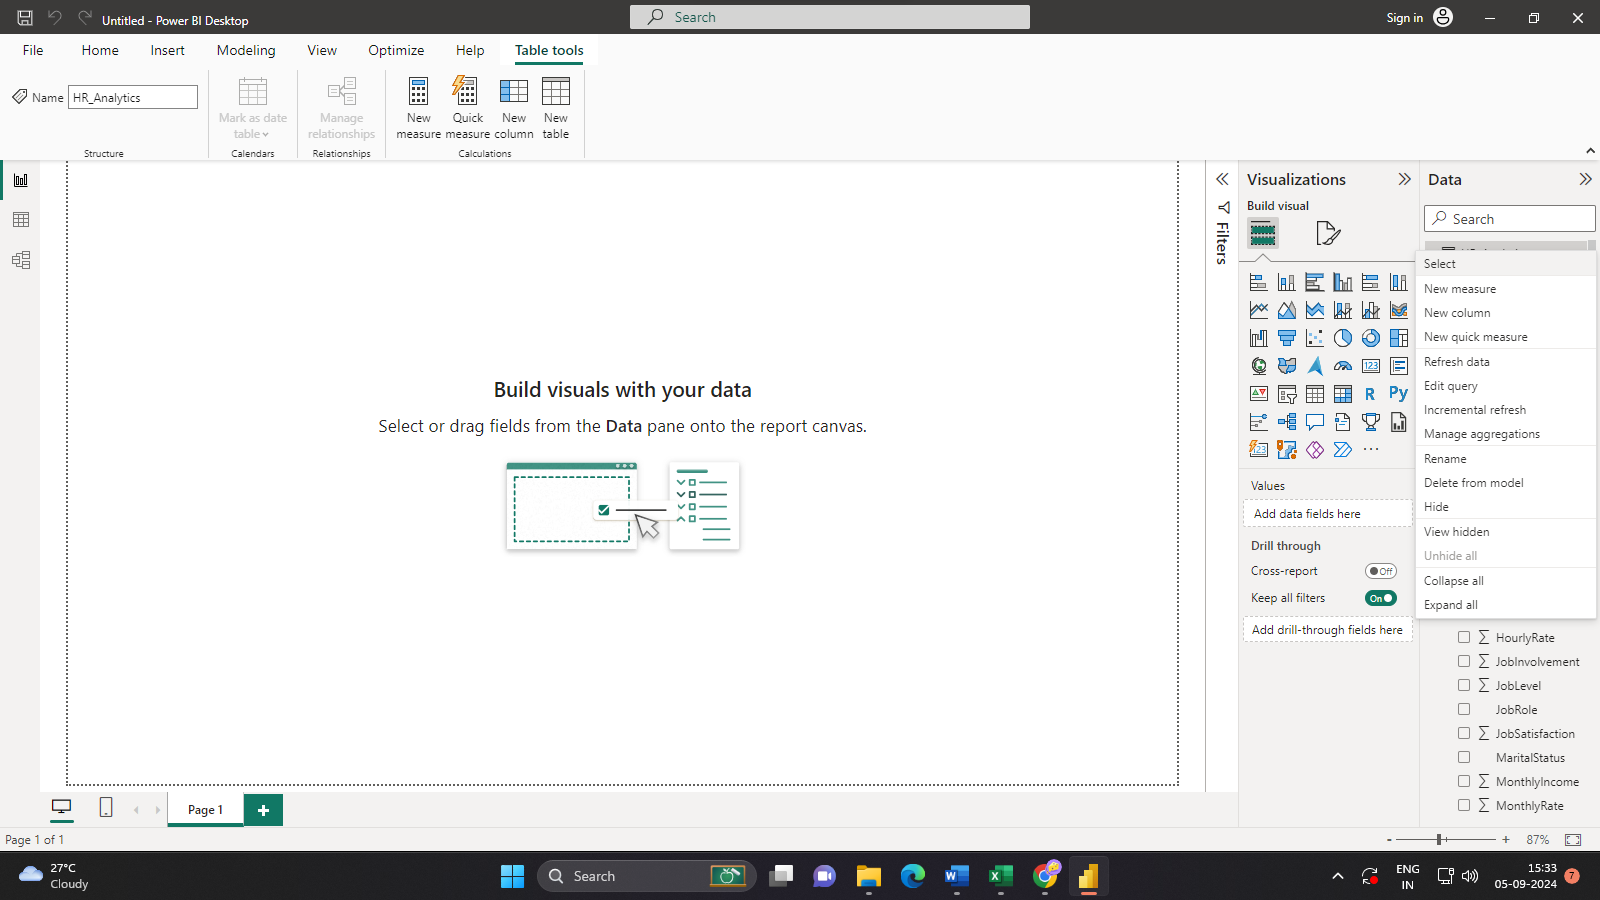 Untitled - Power BI Desktop
Search
Sign in
File
Home
Insert
Modeling
View
Optimize
Help
Table tools
Name
HR_Analytics
Structure
Mark as date
table
Calendars
Manage
relationships
Relationships
New
measure
Quick
measure
New
column
New
table
Calculations
Build visuals with your data
Select or drag fields from the Data pane onto the report canvas.
Filters
Visualizations
Build visual
123
R
Py
123
Values
Add data fields here
Drill through
Cross-report
Off
Keep all filters
On
Add drill-through fields here
Data
Search
Select
New measure
New column
New quick measure
Refresh data
Edit query
Incremental refresh
Manage aggregations
Rename
Delete from model
Hide
View hidden
Unhide all
Collapse all
Expand all
HourlyRate
JobInvolvement
JobLevel
JobRole
JobSatisfaction
MaritalStatus
MonthlyIncome
MonthlyRate
Page 1
Page 1 of 1
- + 87%
27°C
Cloudy
Search
ENG
IN
15:33
05-09-2024
7